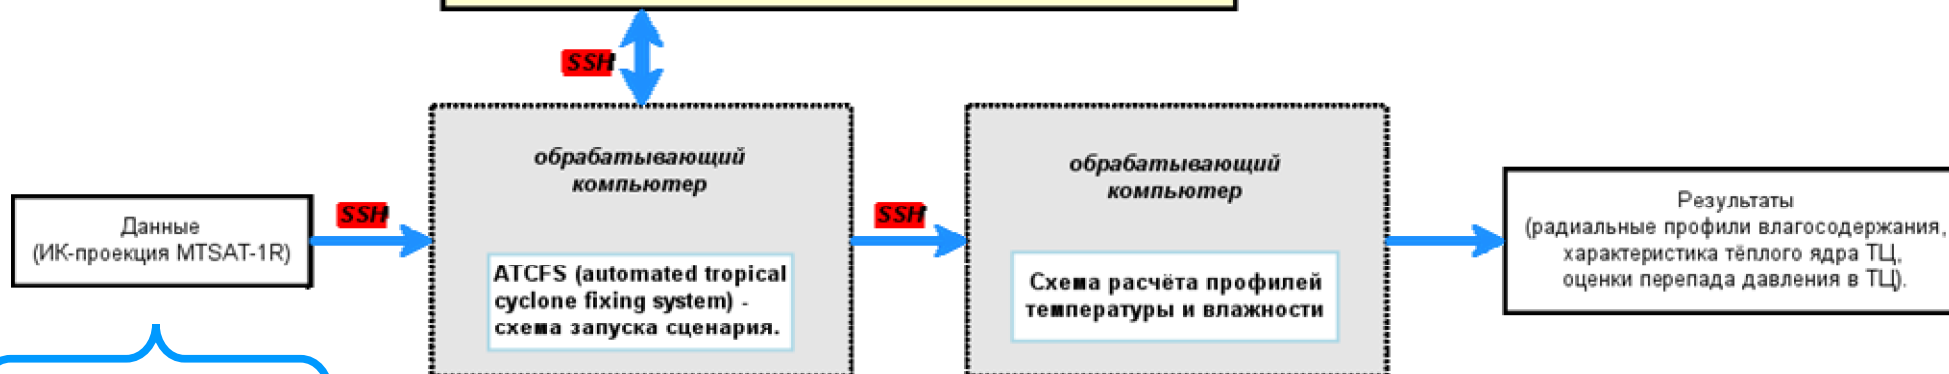 SSH
обрабатывающий
компьютер
обрабатывающий
компьютер
Данные
(ИК-проекция MTSAT-1R)
SSH
SSH
ATCFS (automated tropical
cyclone fixing system) -
схема запуска сценария.
Схема расчёта профилей
температуры и влажности
Результаты
(радиальные профили влагосодержания,
характеристика тёплого ядра ТЦ,
оценки перепада давления в ТЦ).